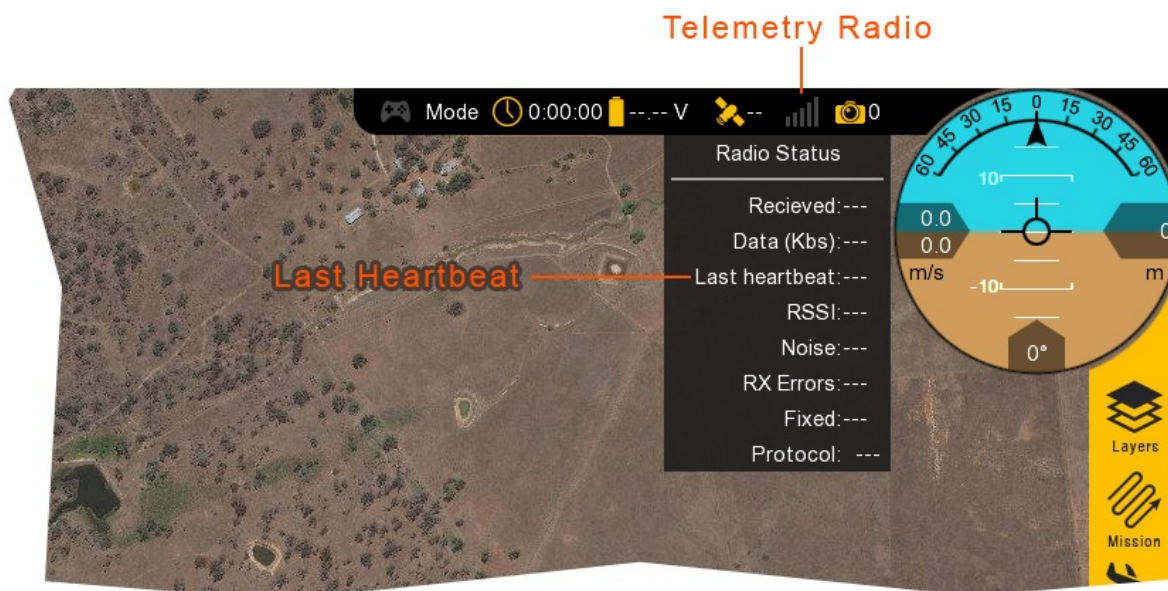 Telemetry Radio
Mode 0:00:00 --.-- V -- 0
Radio Status
Recieved:---
Data (Kbs):---
Last Heartbeat
Last heartbeat:---
RSSI:---
Noise:---
RX Errors:---
Fixed:---
Protocol: ---
60 45 30 15 0 15 30 45 60
10
0.0
0.0
m/s
0
m
-10
0°
Layers
Mission